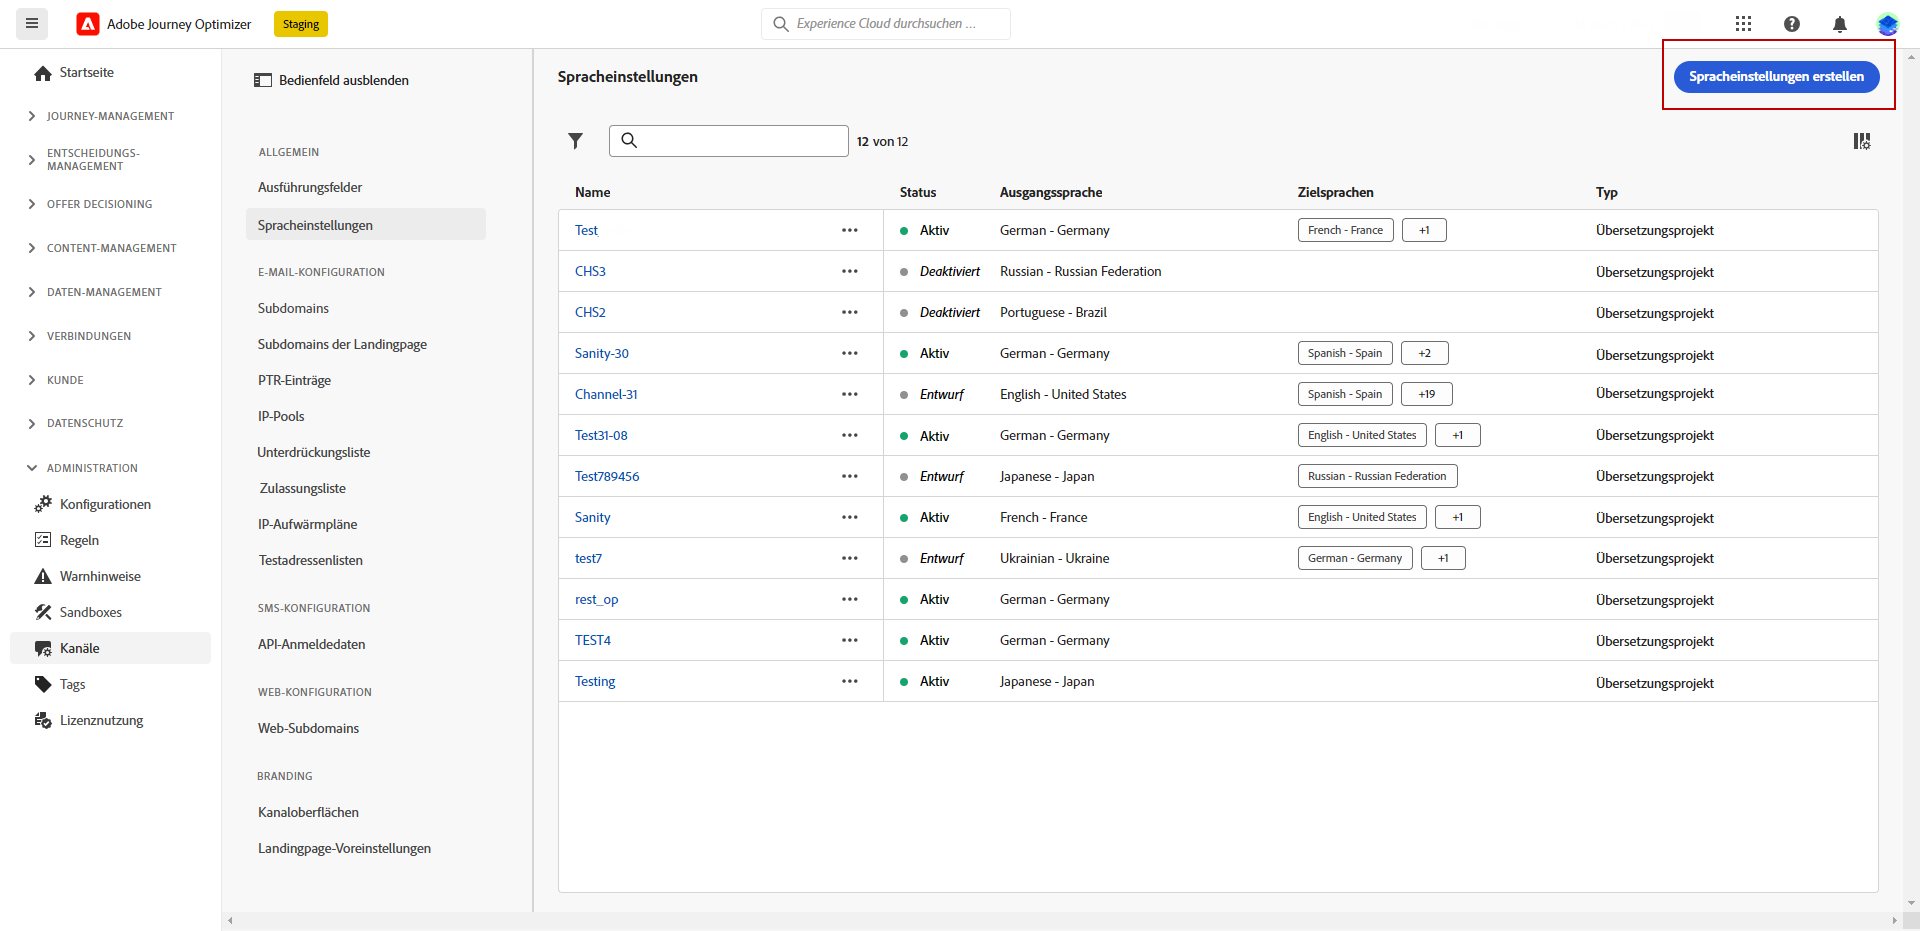 Adobe Journey Optimizer
Staging
Experience Cloud durchsuchen ...
Startseite
JOURNEY-MANAGEMENT
ENTSCHEIDUNGS-
MANAGEMENT
OFFER DECISIONING
CONTENT-MANAGEMENT
DATEN-MANAGEMENT
VERBINDUNGEN
KUNDE
DATENSCHUTZ
ADMINISTRATION
Konfigurationen
Regeln
Warnhinweise
Sandboxes
Kanäle
Tags
Lizenznutzung
Bedienfeld ausblenden
ALLGEMEIN
Ausführungsfelder
Spracheinstellungen
E-MAIL-KONFIGURATION
Subdomains
Subdomains der Landingpage
PTR-Einträge
IP-Pools
Unterdrückungsliste
Zulassungsliste
IP-Aufwärmpläne
Testadressenlisten
SMS-KONFIGURATION
API-Anmeldedaten
WEB-KONFIGURATION
Web-Subdomains
BRANDING
Kanaloberflächen
Landingpage-Voreinstellungen
Spracheinstellungen
Spracheinstellungen erstellen
12 von 12
Name Status Ausgangssprache Zielsprachen Typ
Test Aktiv German - Germany French - France +1 Übersetzungsprojekt
CHS3 Deaktiviert Russian - Russian Federation Übersetzungsprojekt
CHS2 Deaktiviert Portuguese - Brazil Übersetzungsprojekt
Sanity-30 Aktiv German - Germany Spanish - Spain +2 Übersetzungsprojekt
Channel-31 Entwurf English - United States Spanish - Spain +19 Übersetzungsprojekt
Test31-08 Aktiv German - Germany English - United States +1 Übersetzungsprojekt
Test789456 Entwurf Japanese - Japan Russian - Russian Federation Übersetzungsprojekt
Sanity Aktiv French - France English - United States +1 Übersetzungsprojekt
test7 Entwurf Ukrainian - Ukraine German - Germany +1 Übersetzungsprojekt
rest_op Aktiv German - Germany Übersetzungsprojekt
TEST4 Aktiv German - Germany Übersetzungsprojekt
Testing Aktiv Japanese - Japan Übersetzungsprojekt